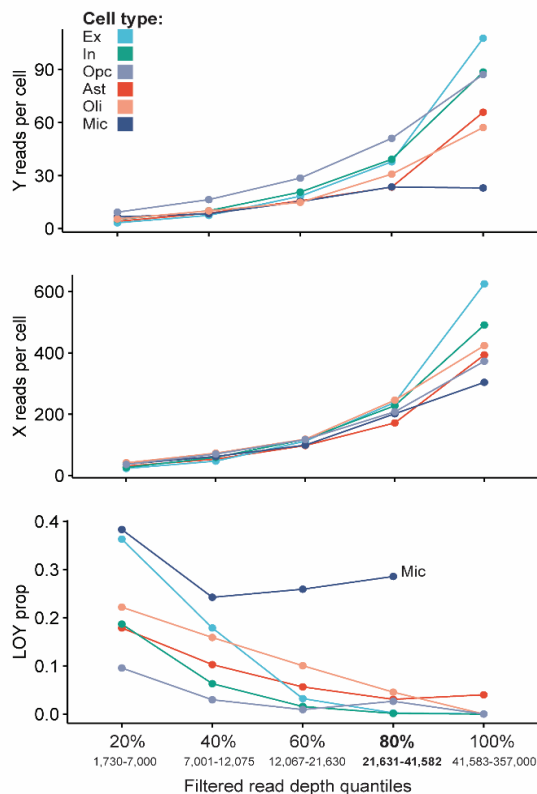 Cell type:
Ex
In
Opc
Ast
Oli
Mic
Y reads per cell
90
60
30
0
X reads per cell
600
400
200
0
LOY prop
0.4
0.3
0.2
0.1
0.0
Mic
20% 40% 60% 80% 100%
1,730-7,000 7,001-12,075 12,067-21,630 21,631-41,582 41,583-357,000
Filtered read depth quantiles